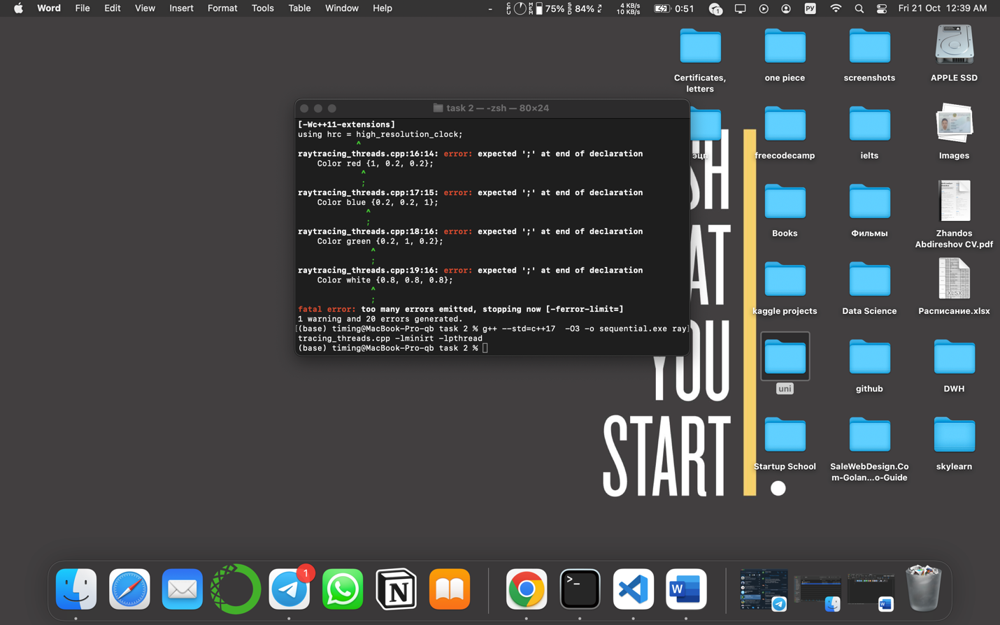 Word File Edit View Insert Format Tools Table Window Help
CPU MEM 75% SSD 84% 4 KB/s 10 KB/s 0:51 1 РУ Fri 21 Oct 12:39 AM
Certificates, letters
one piece
screenshots
APPLE SSD
task 2 — -zsh — 80×24
[-Wc++11-extensions]
using hrc = high_resolution_clock;
^
raytracing_threads.cpp:16:14: error: expected ';' at end of declaration
Color red {1, 0.2, 0.2};
^
;
raytracing_threads.cpp:17:15: error: expected ';' at end of declaration
Color blue {0.2, 0.2, 1};
^
;
raytracing_threads.cpp:18:16: error: expected ';' at end of declaration
Color green {0.2, 1, 0.2};
^
;
raytracing_threads.cpp:19:16: error: expected ';' at end of declaration
Color white {0.8, 0.8, 0.8};
^
;
fatal error: too many errors emitted, stopping now [-ferror-limit=]
1 warning and 20 errors generated.
[(base) timing@MacBook-Pro-qb task 2 % g++ --std=c++17  -O3 -o sequential.exe ray]
tracing_threads.cpp -lminirt -lpthread
(base) timing@MacBook-Pro-qb task 2 %
эцп
freecodecamp
ielts
Images
Books
Фильмы
Zhandos
Abdireshov CV.pdf
kaggle projects
Data Science
XLSX
Расписание.xlsx
uni
github
DWH
Startup School
SaleWebDesign.Co
m-Golan...o-Guide
skylearn
YOU
START
1
N
>_
W